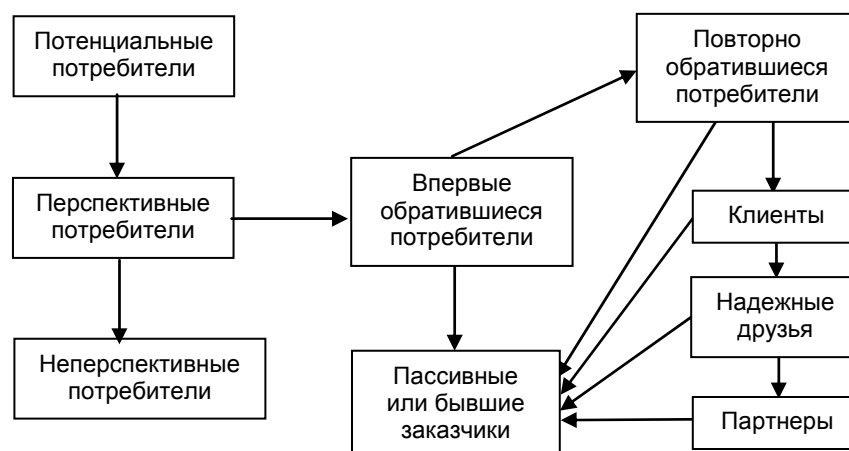 Потенциальные
потребители
Перспективные
потребители
Неперспективные
потребители
Впервые
обратившиеся
потребители
Пассивные
или бывшие
заказчики
Повторно
обратившиеся
потребители
Клиенты
Надежные
друзья
Партнеры